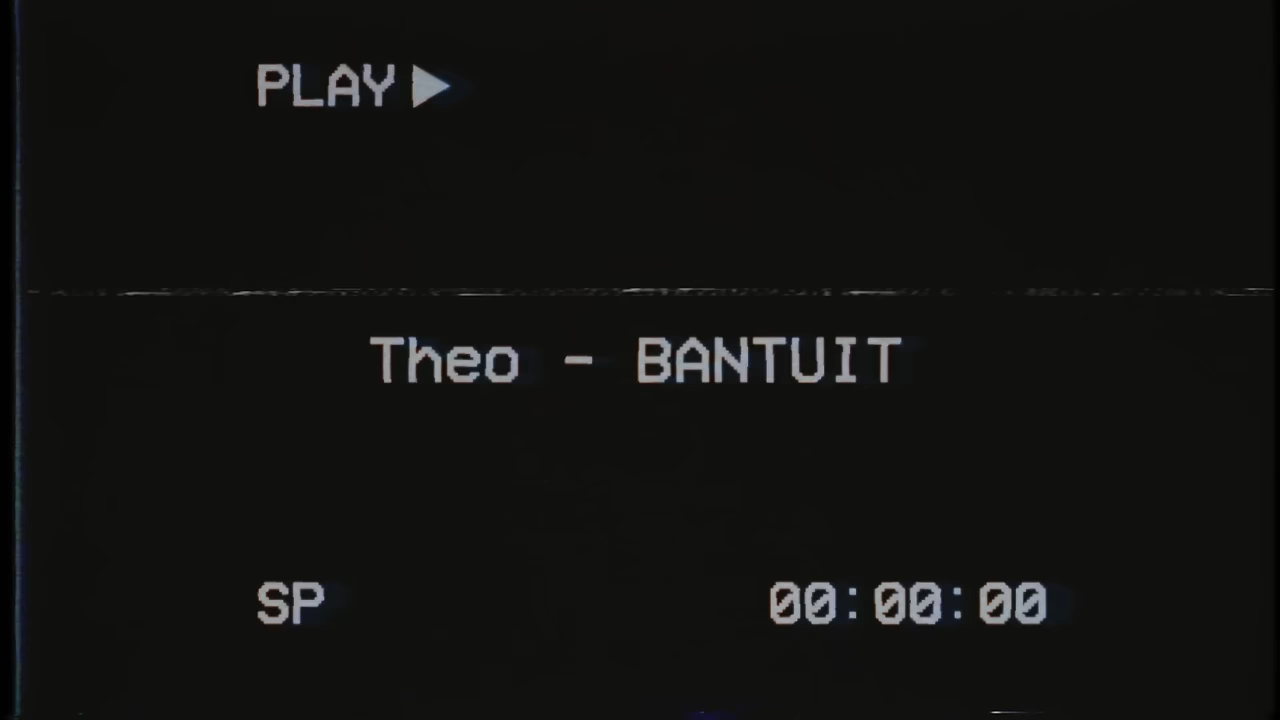 PLAY ▶
Theo - BANTUIT
SP 00:00:00